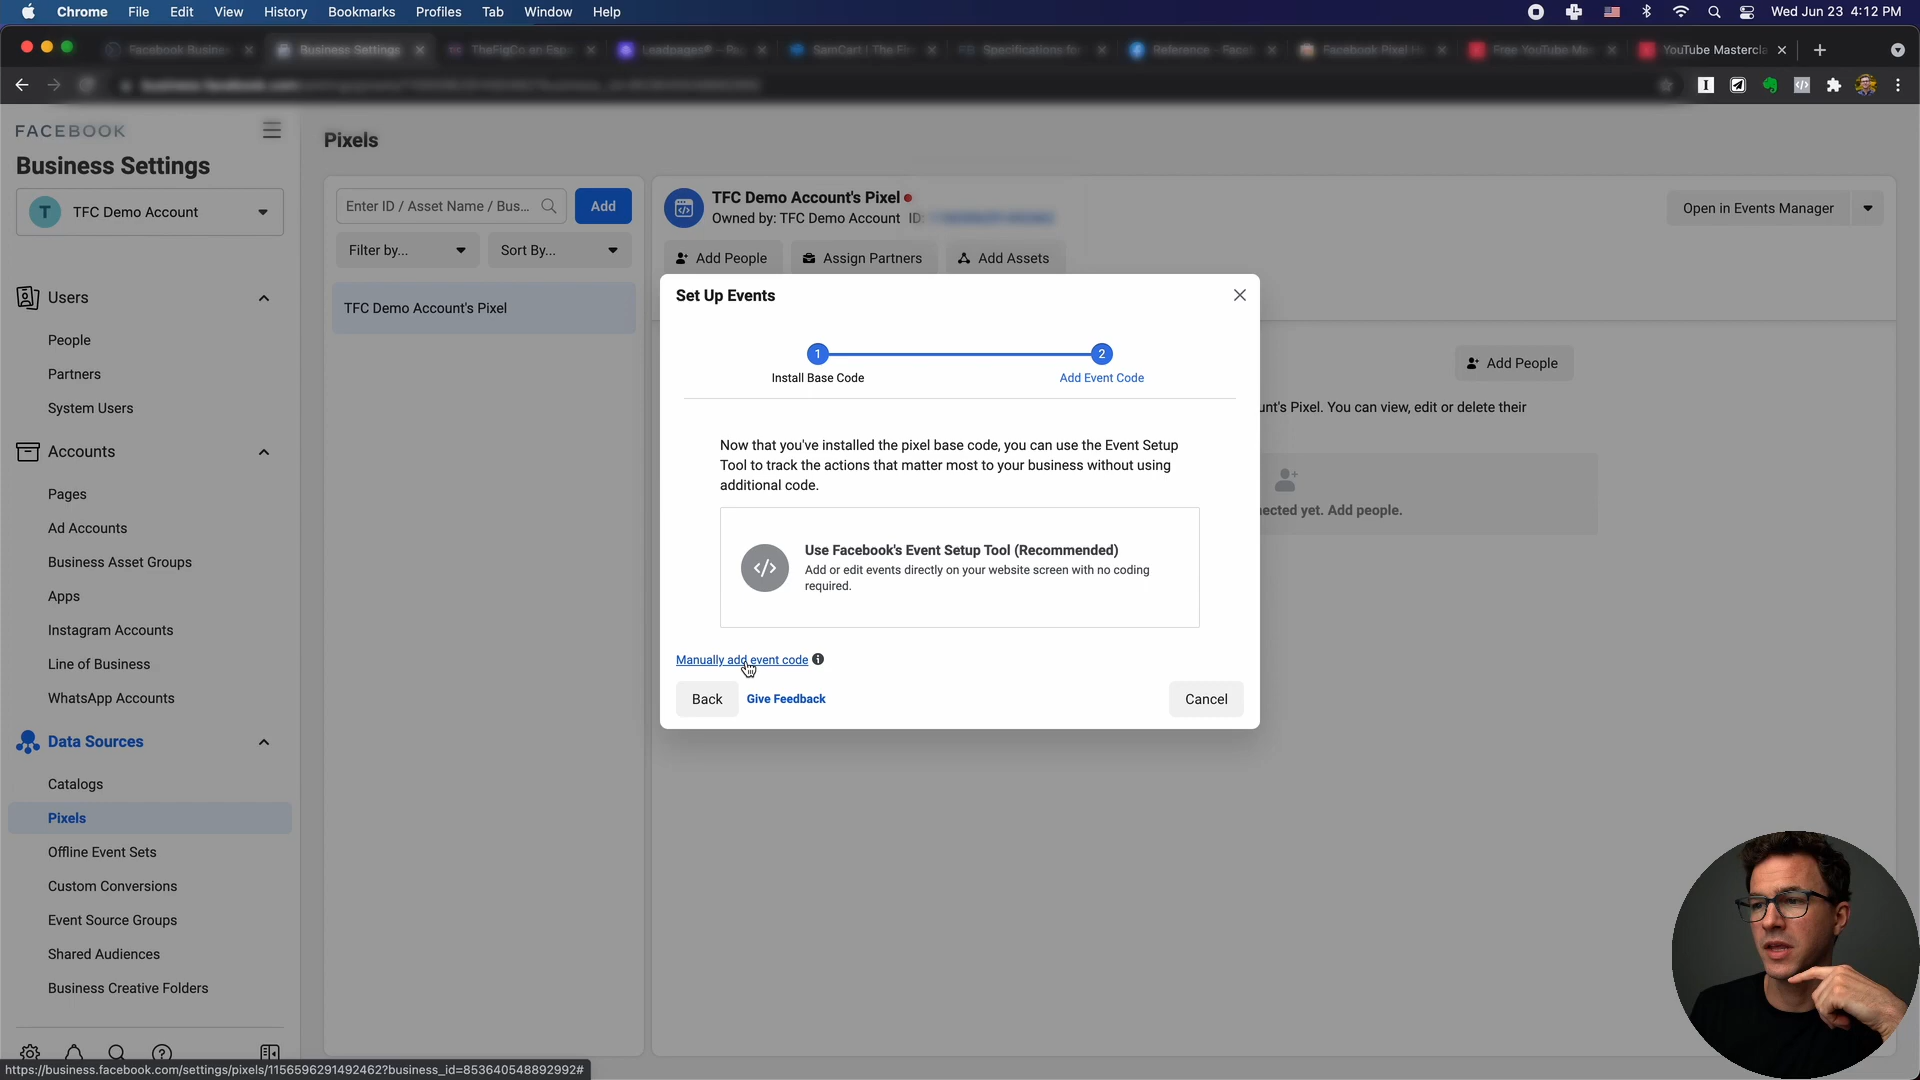 Chrome File Edit View History Bookmarks Profiles Tab Window Help Wed Jun 23 4:12 PM
Facebook Busine Business Settings TheFigCo en Espa Leadpages® – Po SamCart | The Fi Specifications fo Reference - Face Facebook Pixel H Free YouTube Ma YouTube Mastercla
FACEBOOK
Business Settings
T TFC Demo Account
Users
People
Partners
System Users
Accounts
Pages
Ad Accounts
Business Asset Groups
Apps
Instagram Accounts
Line of Business
WhatsApp Accounts
Data Sources
Catalogs
Pixels
Offline Event Sets
Custom Conversions
Event Source Groups
Shared Audiences
Business Creative Folders
Pixels
Enter ID / Asset Name / Bus... Add
Filter by... Sort By...
TFC Demo Account's Pixel
TFC Demo Account's Pixel
Owned by: TFC Demo Account ID:
Open in Events Manager
Add People Assign Partners Add Assets
Add People
unt's Pixel. You can view, edit or delete their
ected yet. Add people.
Set Up Events
1 2
Install Base Code Add Event Code
Now that you've installed the pixel base code, you can use the Event Setup
Tool to track the actions that matter most to your business without using
additional code.
</> Use Facebook's Event Setup Tool (Recommended)
Add or edit events directly on your website screen with no coding
required.
Manually add event code
Back Give Feedback Cancel
https://business.facebook.com/settings/pixels/1156596291492462?business_id=853640548892992#